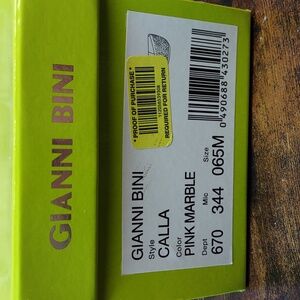 GIANNI BINI
* PROOF OF PURCHASE *
REQUIRED FOR RETURN
GIANNI BINI
Style
CALLA
Color
PINK MARBLE
Dept Mic Size
670 344 065M
0 490688 430273